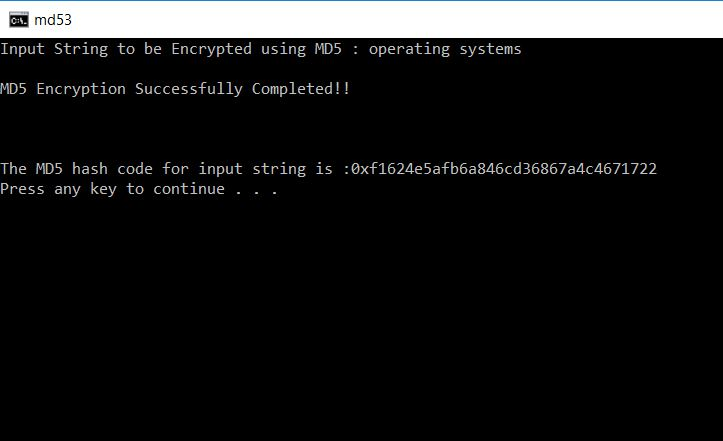 md53
Input String to be Encrypted using MD5 : operating systems
MD5 Encryption Successfully Completed!!
The MD5 hash code for input string is :0xf1624e5afb6a846cd36867a4c4671722
Press any key to continue . . .